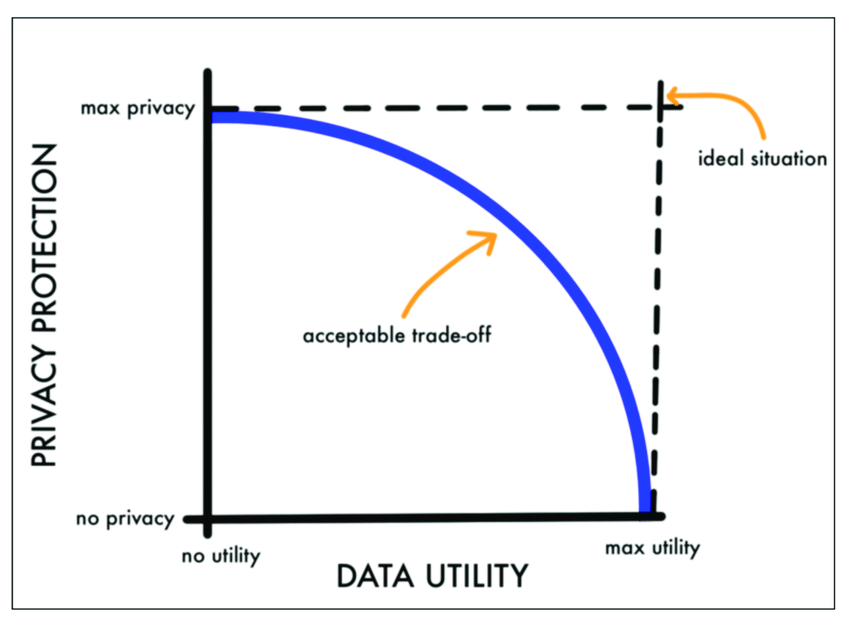 max privacy
ideal situation
PRIVACY PROTECTION
acceptable trade-off
no privacy
no utility
max utility
DATA UTILITY